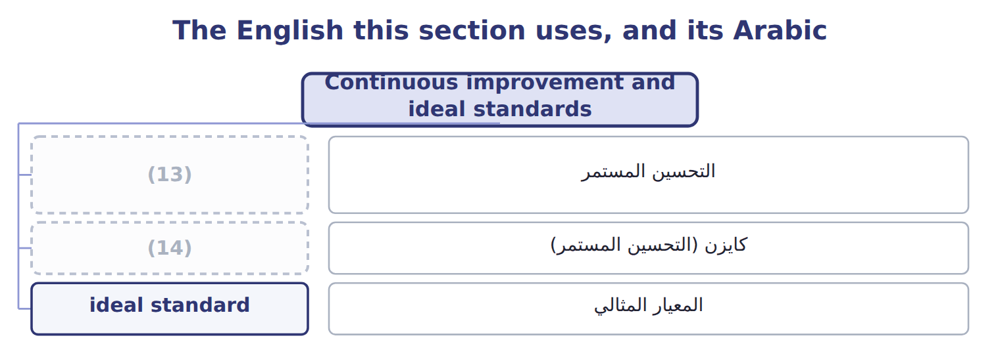 The English this section uses, and its Arabic
Continuous improvement and
ideal standards
(13)
التحسين المستمر
(14)
كايزن (التحسين المستمر)
ideal standard
المعيار المثالي